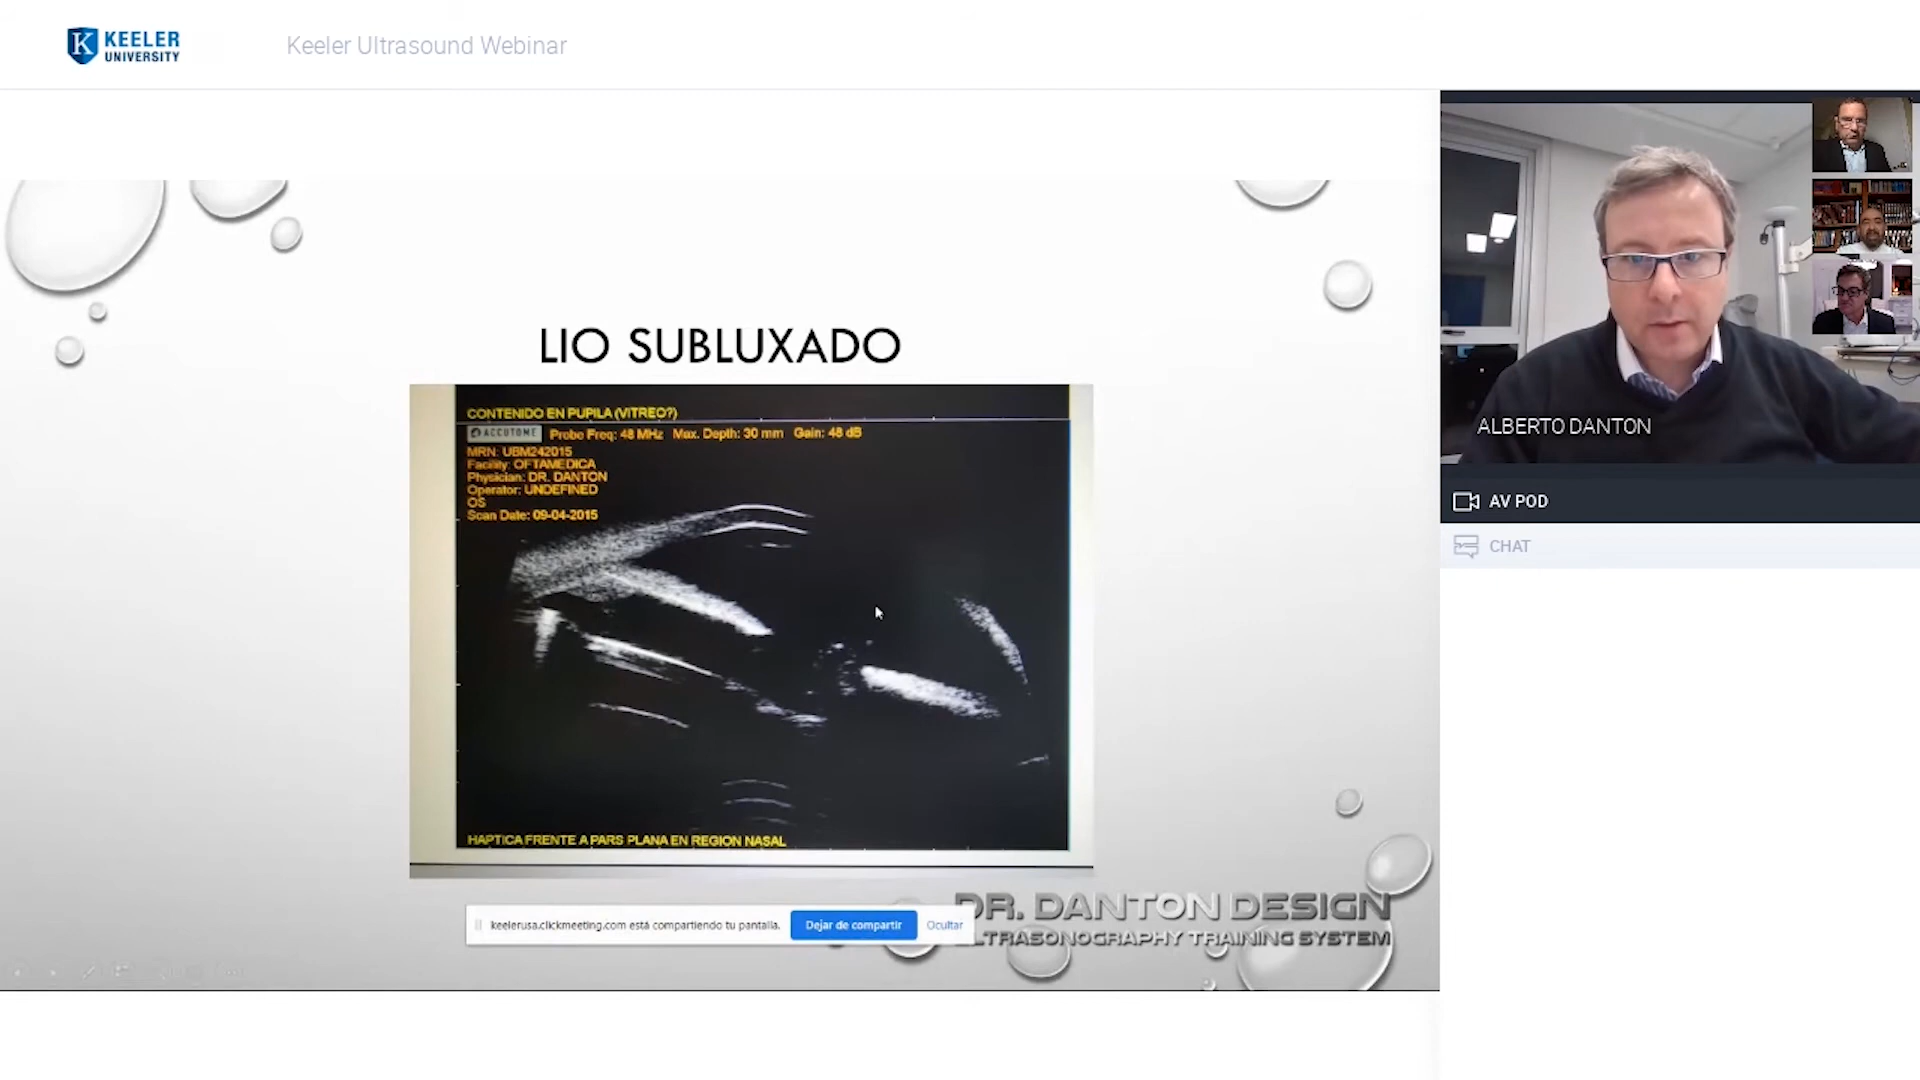 K KEELER
UNIVERSITY
Keeler Ultrasound Webinar
LIO SUBLUXADO
CONTENIDO EN PUPILA (VITREO?)
ACCUTOME Probe Freq: 48 MHz Max. Depth: 30 mm Gain: 48 dB
MRN: UBM242015
Facility: OFTAMEDICA
Physician: DR. DANTON
Operator: UNDEFINED
OS
Scan Date: 09-04-2015
HAPTICA FRENTE A PARS PLANA EN REGION NASAL
keelerusa.clickmeeting.com está compartiendo tu pantalla. Dejar de compartir Ocultar
DR. DANTON DESIGN
LTRASONOGRAPHY TRAINING SYSTEM
ALBERTO DANTON
AV POD
CHAT